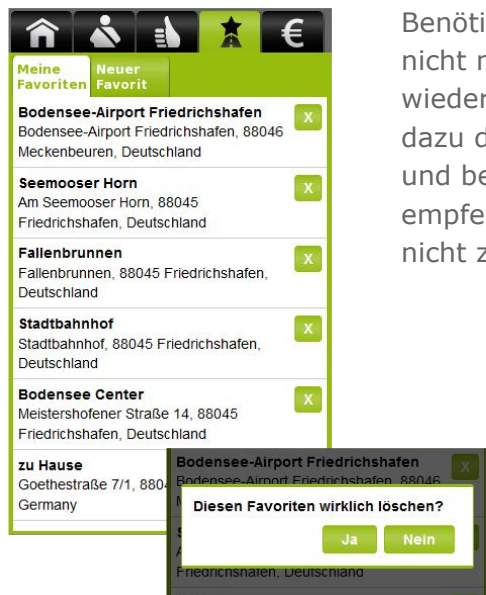 €
Meine Neuer
Favoriten Favorit
Bodensee-Airport Friedrichshafen
Bodensee-Airport Friedrichshafen, 88046
Meckenbeuren, Deutschland
X
Seemooser Horn
Am Seemooser Horn, 88045
Friedrichshafen, Deutschland
X
Fallenbrunnen
Fallenbrunnen, 88045 Friedrichshafen,
Deutschland
X
Stadtbahnhof
Stadtbahnhof, 88045 Friedrichshafen,
Deutschland
X
Bodensee Center
Meistershofener Straße 14, 88045
Friedrichshafen, Deutschland
X
zu Hause
Goethestraße 7/1, 880
Germany
Bodensee-Airport Friedrichshafen
Bodensee-Airport Friedrichshafen, 88046
X
Diesen Favoriten wirklich löschen?
Ja Nein
Friedrichshafen, Deutschland
Benöti
nicht
wieder
dazu
und be
empfe
nicht z